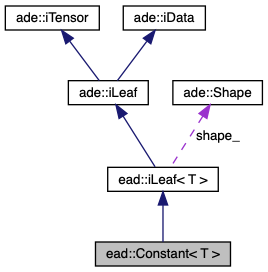 ade::iTensor
ade::iData
ade::iLeaf
ade::Shape
shape_
ead::iLeaf< T >
ead::Constant< T >